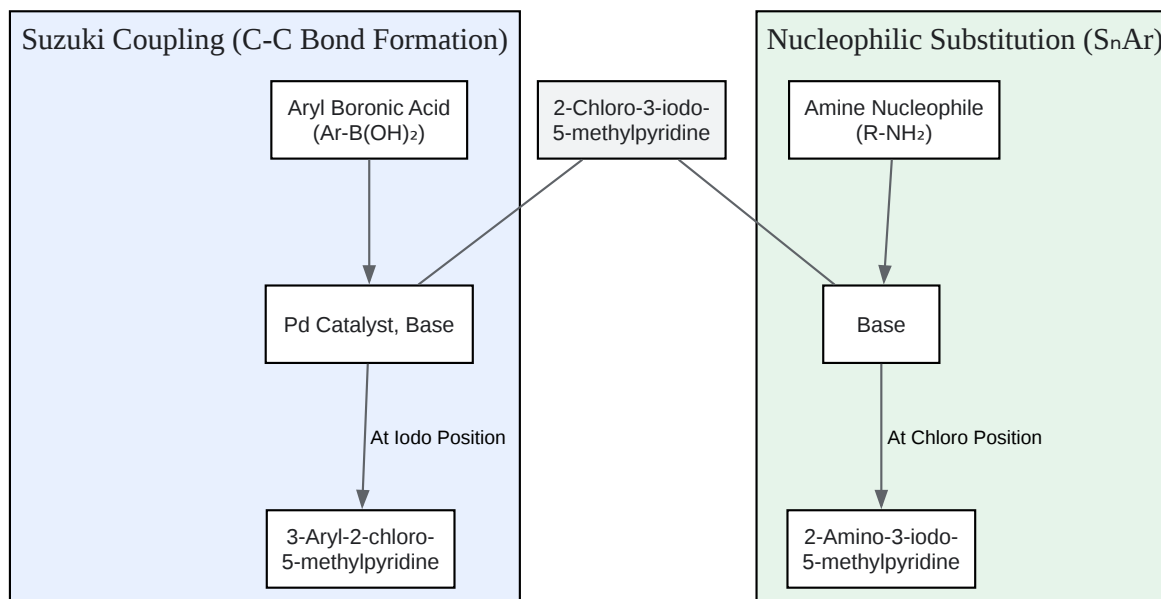 Suzuki Coupling (C-C Bond Formation)
Nucleophilic Substitution (SₙAr)
Aryl Boronic Acid
(Ar-B(OH)₂)
2-Chloro-3-iodo-
5-methylpyridine
Amine Nucleophile
(R-NH₂)
Pd Catalyst, Base
Base
At Iodo Position
At Chloro Position
3-Aryl-2-chloro-
5-methylpyridine
2-Amino-3-iodo-
5-methylpyridine